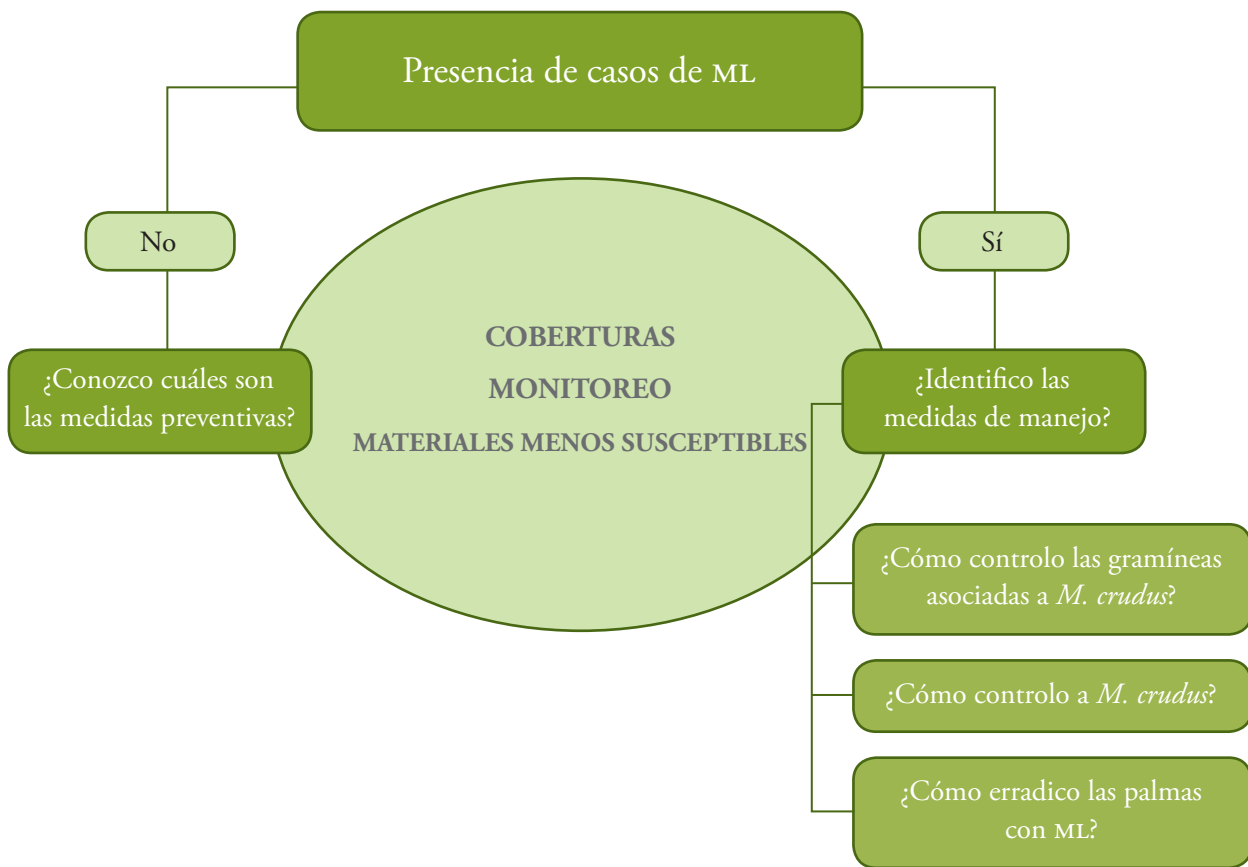 Presencia de casos de ML
No
Sí
¿Conozco cuáles son
las medidas preventivas?
COBERTURAS
MONITOREO
MATERIALES MENOS SUSCEPTIBLES
¿Identifico las
medidas de manejo?
¿Cómo controlo las gramíneas
asociadas a M. crudus?
¿Cómo controlo a M. crudus?
¿Cómo erradico las palmas
con ML?